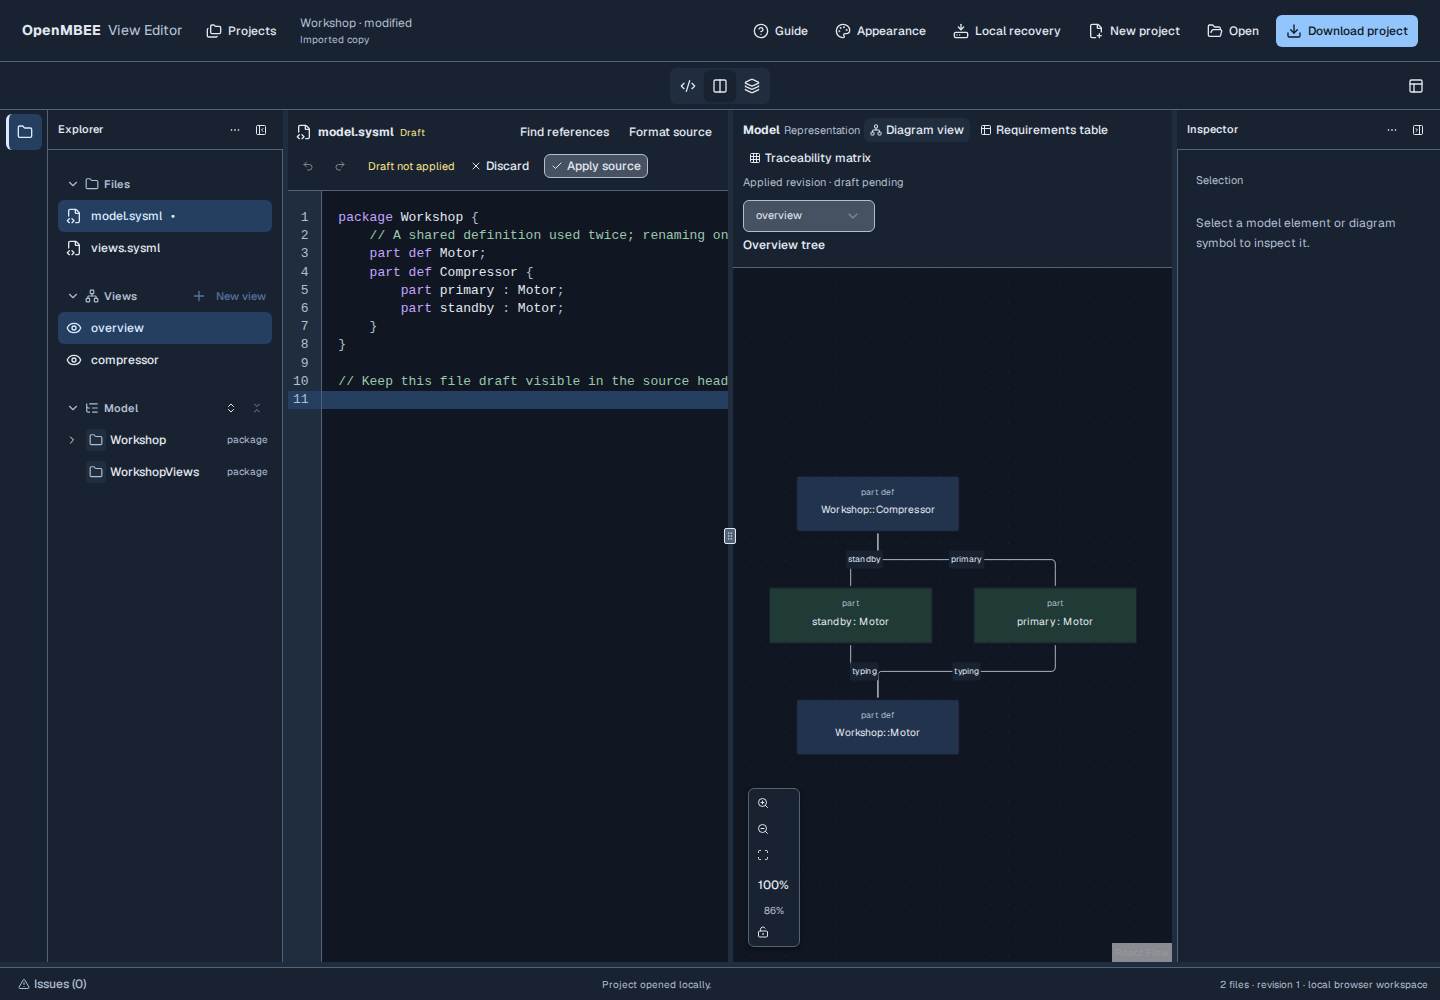 OpenMBEE View Editor
Projects
Workshop · modified
Imported copy
Guide
Appearance
Local recovery
New project
Open
Download project
Explorer
Files
model.sysml •
views.sysml
Views
New view
overview
compressor
Model
Workshop package
WorkshopViews package
model.sysml Draft
Find references
Format source
Draft not applied
Discard
Apply source
1 package Workshop {
2 // A shared definition used twice; renaming on
3 part def Motor;
4 part def Compressor {
5 part primary : Motor;
6 part standby : Motor;
7 }
8 }
9
10 // Keep this file draft visible in the source head
11
Model Representation Diagram view Requirements table
Traceability matrix
Applied revision · draft pending
overview
Overview tree
part def
Workshop::Compressor
standby
primary
part
standby : Motor
part
primary : Motor
typing
typing
part def
Workshop::Motor
100%
86%
React Flow
Inspector
Selection
Select a model element or diagram
symbol to inspect it.
Issues (0)
Project opened locally.
2 files · revision 1 · local browser workspace